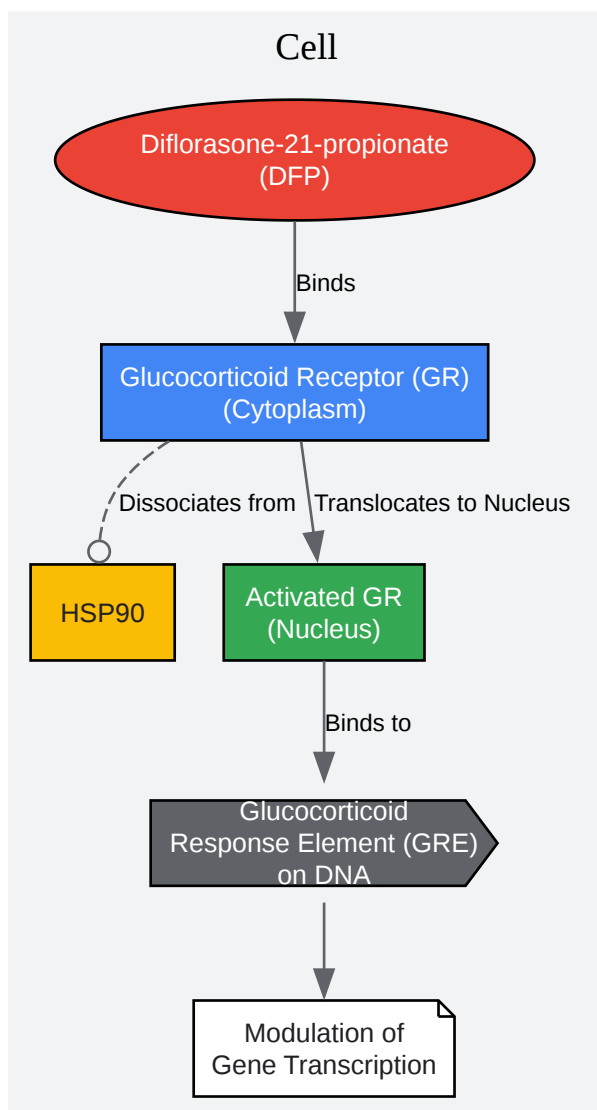 Cell
Diflorasone-21-propionate
(DFP)
Binds
Glucocorticoid Receptor (GR)
(Cytoplasm)
Dissociates from
Translocates to Nucleus
HSP90
Activated GR
(Nucleus)
Binds to
Glucocorticoid
Response Element (GRE)
on DNA
Modulation of
Gene Transcription